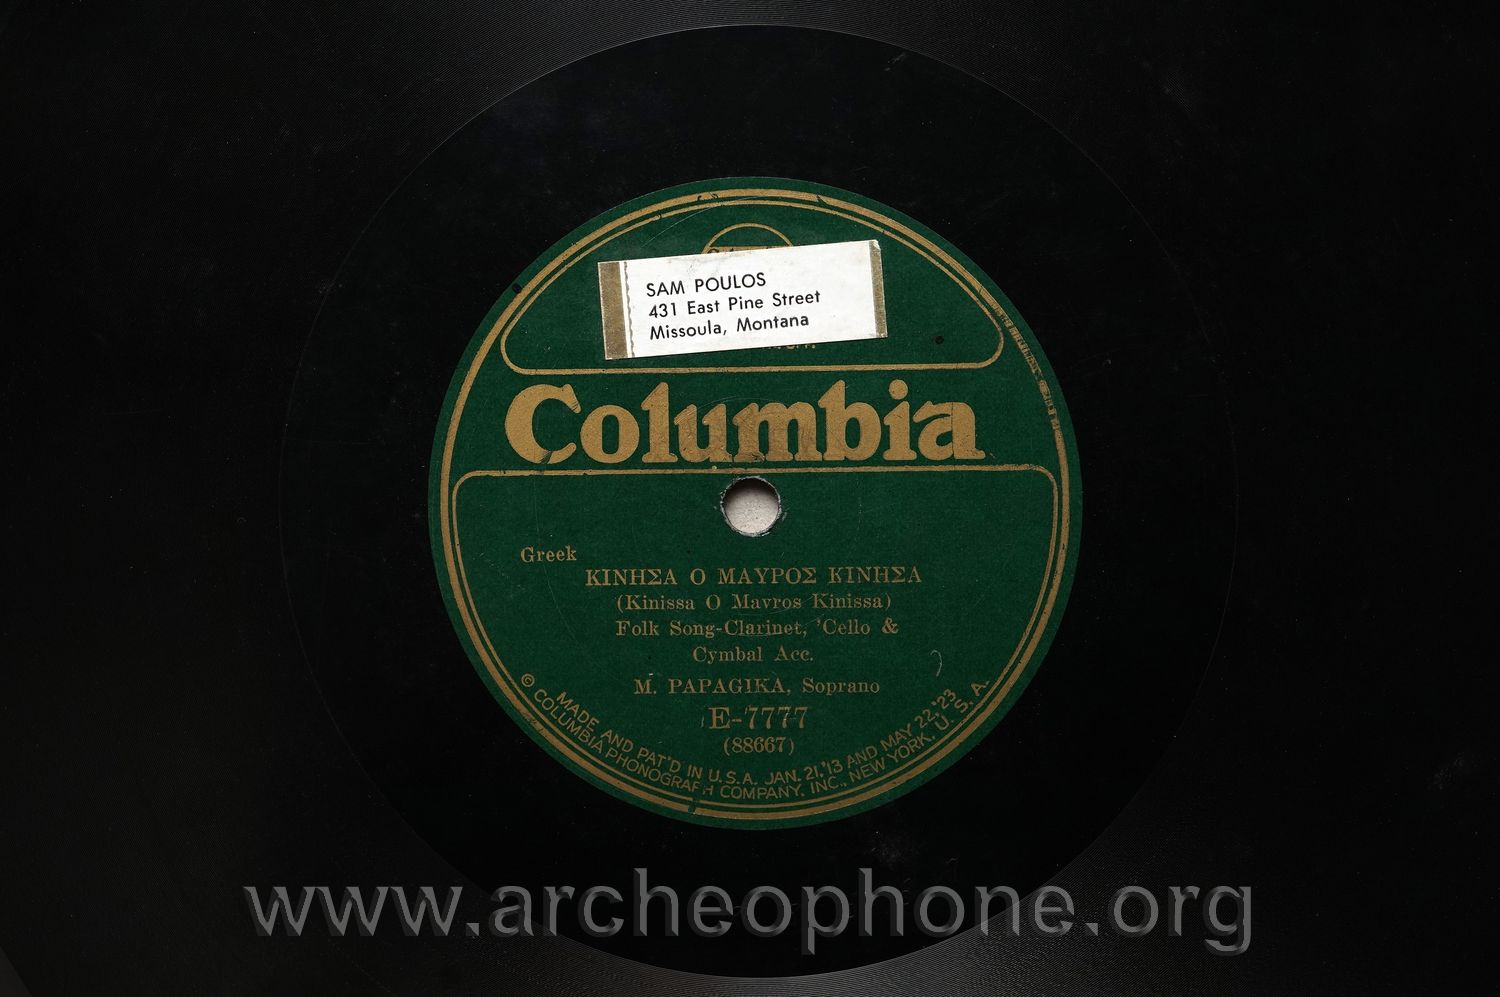 SAM POULOS
431 East Pine Street
Missoula, Montana
Columbia
Greek
ΚΙΝΗΣΑ Ο ΜΑΥΡΟΣ ΚΙΝΗΣΑ
(Kinissa O Mavros Kinissa)
Folk Song-Clarinet, 'Cello &
Cymbal Acc.
M. PAPAGIKA, Soprano
E-7777
(88667)
MADE AND PAT'D IN U.S.A. JAN. 21,'13 AND MAY 22,'23
© COLUMBIA PHONOGRAPH COMPANY, INC., NEW YORK, U. S. A.
www.archeophone.org